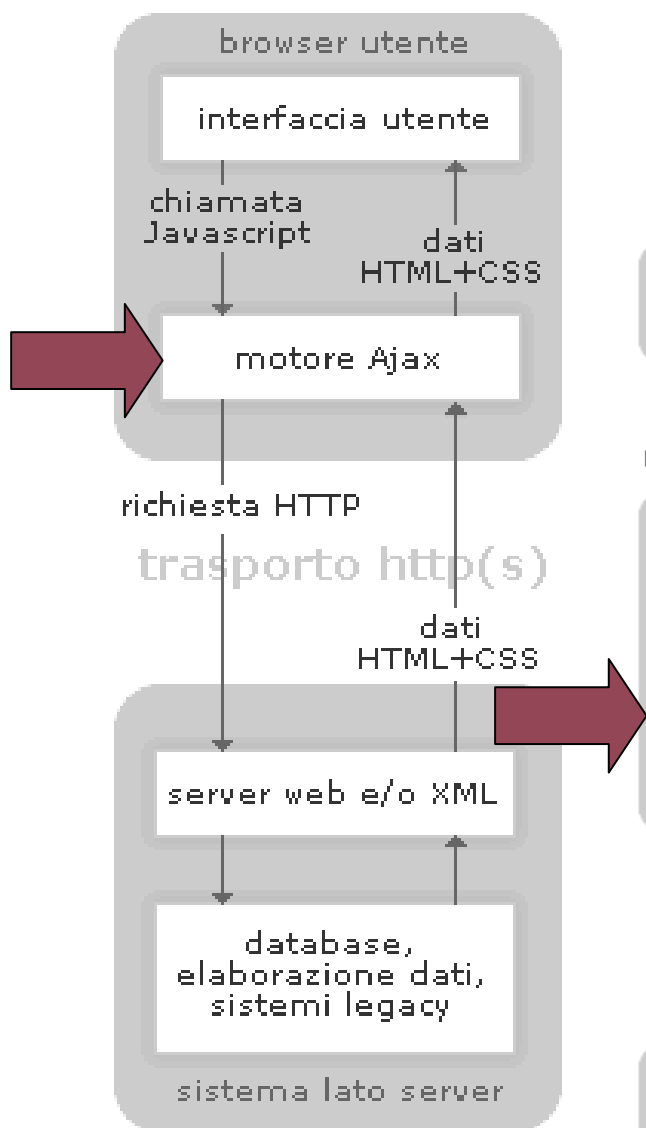 browser utente
interfaccia utente
chiamata
Javascript
dati
HTML+CSS
motore Ajax
richiesta HTTP
trasporto http(s)
dati
HTML+CSS
server web e/o XML
database,
elaborazione dati,
sistemi legacy
sistema lato server